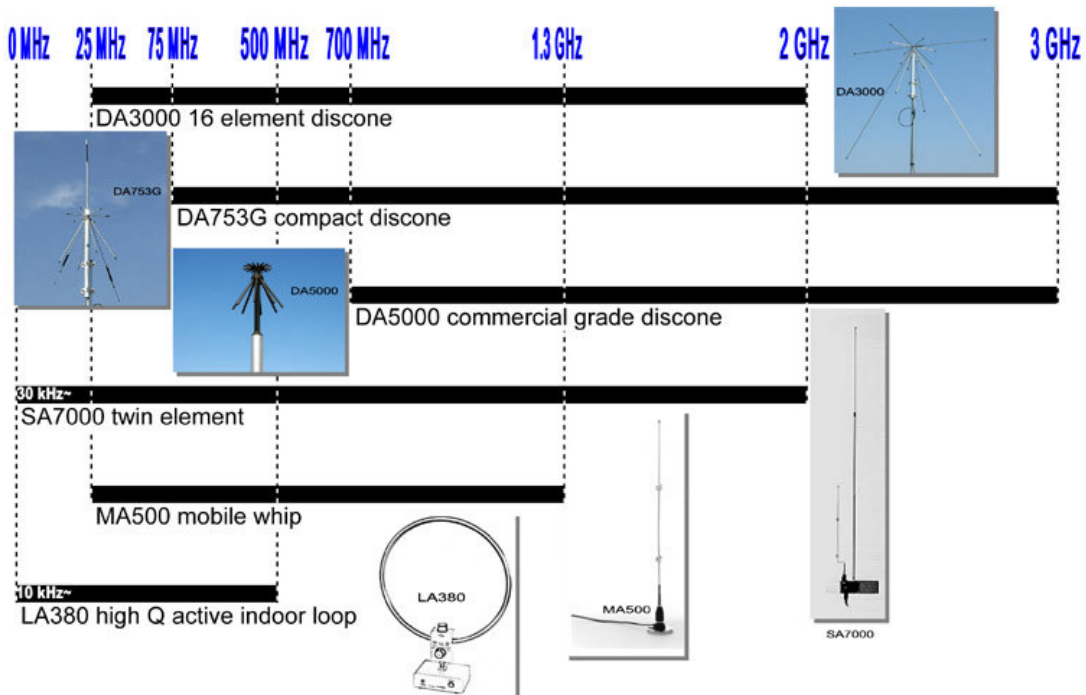 0 MHz 25 MHz 75 MHz 500 MHz 700 MHz 1.3 GHz 2 GHz 3 GHz
DA3000
DA3000 16 element discone
DA753G
DA753G compact discone
DA5000
DA5000 commercial grade discone
30 kHz~
SA7000 twin element
MA500 mobile whip
10 kHz~
LA380 high Q active indoor loop
LA380
MA500
SA7000